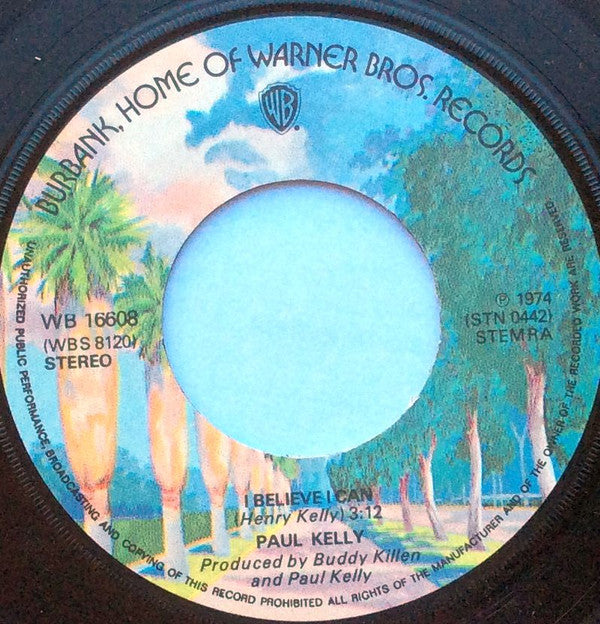 BURBANK, HOME OF WARNER BROS. RECORDS
WB
WB 16608
(WBS 8120)
STEREO
℗ 1974
(STN 0442)
STEMRA
I BELIEVE I CAN
(Henry Kelly) 3:12
PAUL KELLY
Produced by Buddy Killen
and Paul Kelly
UNAUTHORIZED PUBLIC PERFORMANCE, BROADCASTING AND COPYING OF THIS RECORD PROHIBITED ALL RIGHTS OF THE MANUFACTURER AND OF THE OWNER OF THE RECORDED WORK ARE RESERVED